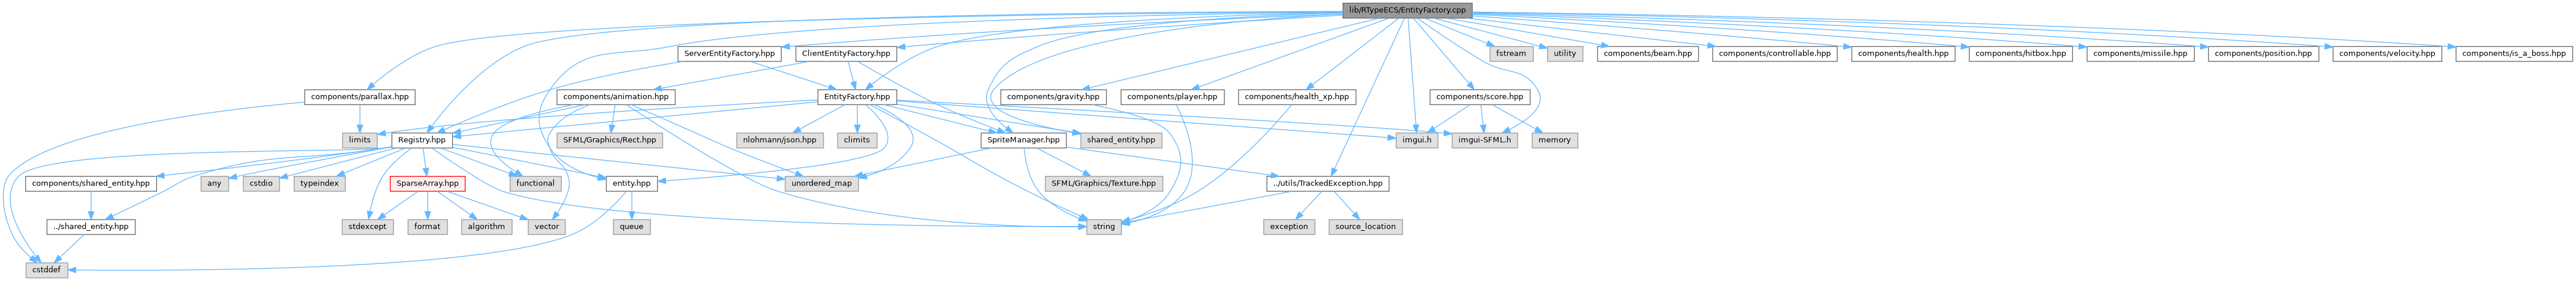 lib/RTypeECS/EntityFactory.cpp
ServerEntityFactory.hpp
ClientEntityFactory.hpp
fstream
utility
components/beam.hpp
components/controllable.hpp
components/health.hpp
components/hitbox.hpp
components/missile.hpp
components/position.hpp
components/velocity.hpp
components/is_a_boss.hpp
components/parallax.hpp
components/animation.hpp
EntityFactory.hpp
components/gravity.hpp
components/player.hpp
components/health_xp.hpp
components/score.hpp
limits
Registry.hpp
SFML/Graphics/Rect.hpp
nlohmann/json.hpp
climits
SpriteManager.hpp
shared_entity.hpp
imgui.h
imgui-SFML.h
memory
components/shared_entity.hpp
any
cstdio
typeindex
SparseArray.hpp
functional
entity.hpp
unordered_map
SFML/Graphics/Texture.hpp
../utils/TrackedException.hpp
../shared_entity.hpp
stdexcept
format
algorithm
vector
queue
string
exception
source_location
cstddef